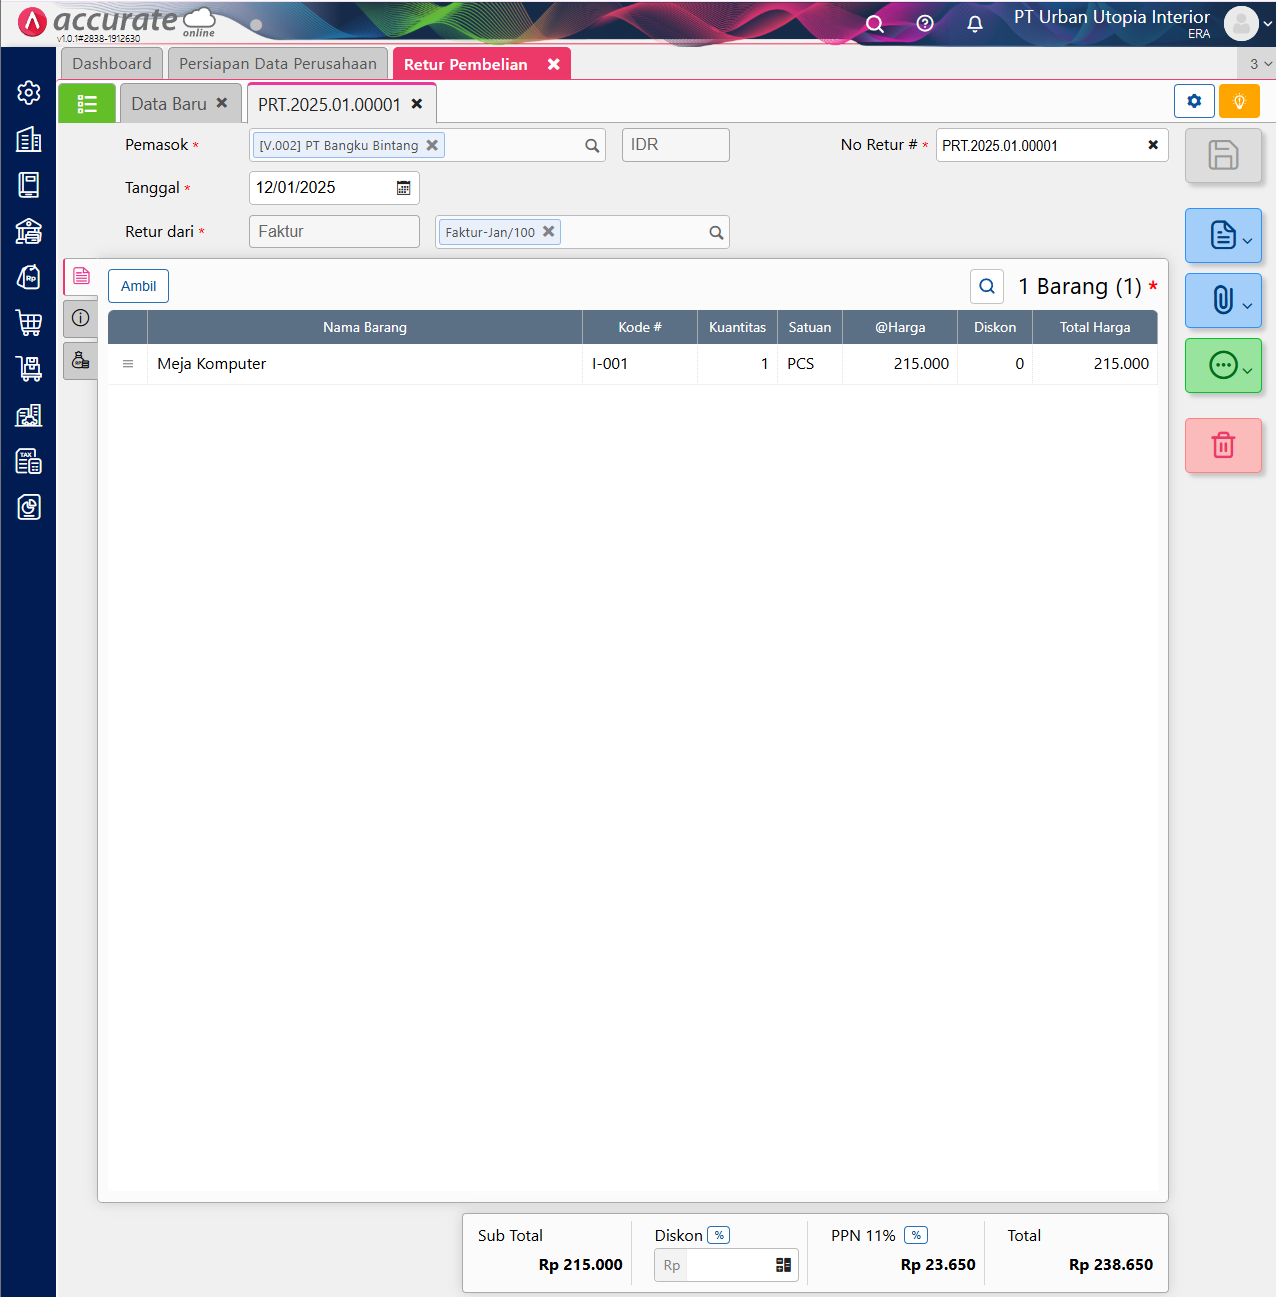 accurate
online
v1.0.1#2838-1912630
PT Urban Utopia Interior
ERA
Dashboard
Persiapan Data Perusahaan
Retur Pembelian
3
Data Baru
PRT.2025.01.00001
Pemasok *
[V.002] PT Bangku Bintang
IDR
No Retur # *
PRT.2025.01.00001
Tanggal *
12/01/2025
Retur dari *
Faktur
Faktur-Jan/100
Ambil
1 Barang (1) *
Nama Barang
Kode #
Kuantitas
Satuan
@Harga
Diskon
Total Harga
Meja Komputer
I-001
1
PCS
215.000
0
215.000
Sub Total
Rp 215.000
Diskon %
Rp
PPN 11% %
Rp 23.650
Total
Rp 238.650
Rp
TAX